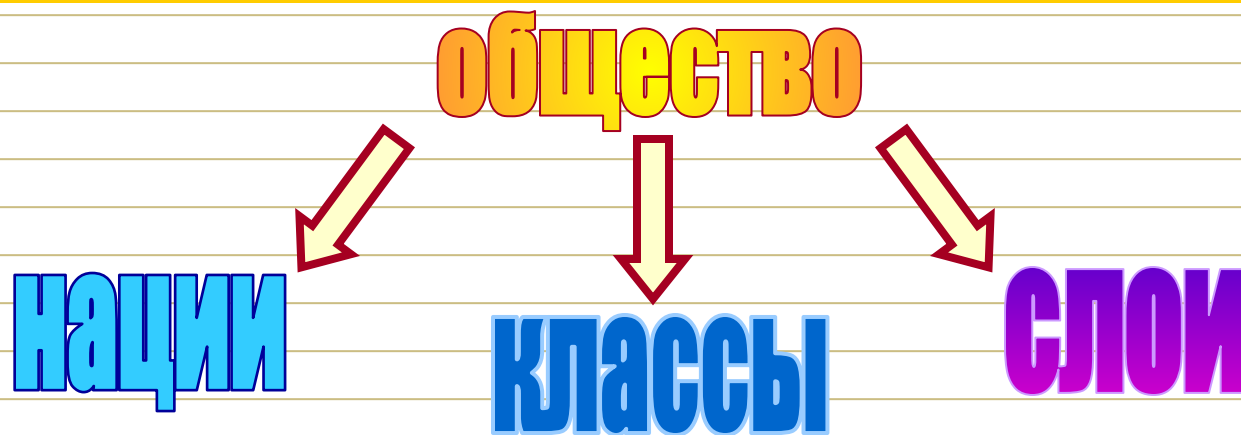 общество
нации
классы
слои